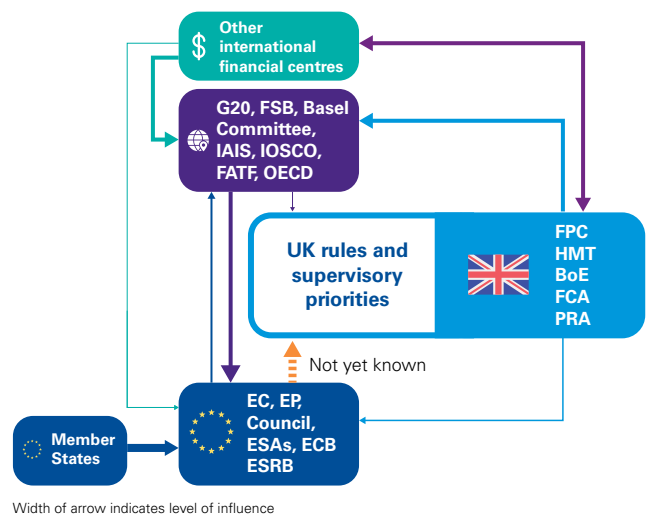 $
Other
international
financial centres
G20, FSB, Basel
Committee,
IAIS, IOSCO,
FATF, OECD
UK rules and
supervisory
priorities
FPC
HMT
BoE
FCA
PRA
Not yet known
EC, EP,
Council,
ESAs, ECB
ESRB
Member
States
Width of arrow indicates level of influence